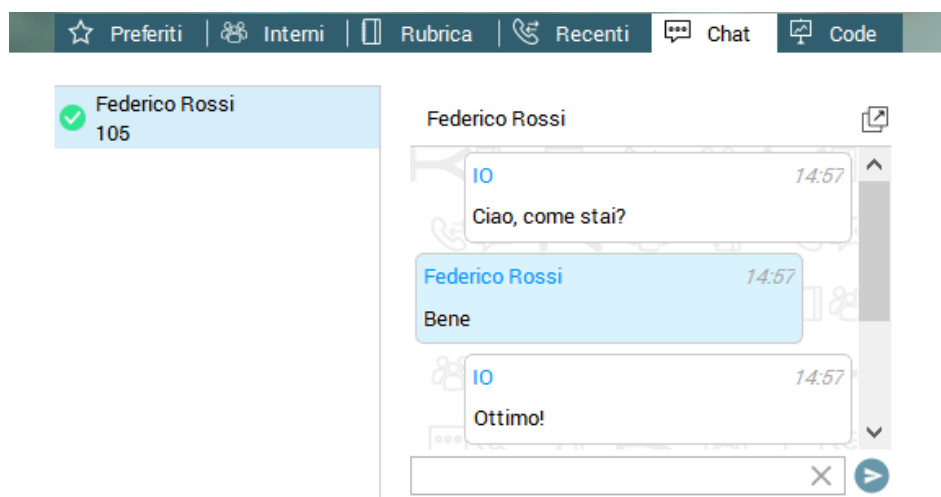 Preferiti Interni Rubrica Recenti Chat Code
Federico Rossi
105
Federico Rossi
IO 14:57
Ciao, come stai?
Federico Rossi 14:57
Bene
IO 14:57
Ottimo!